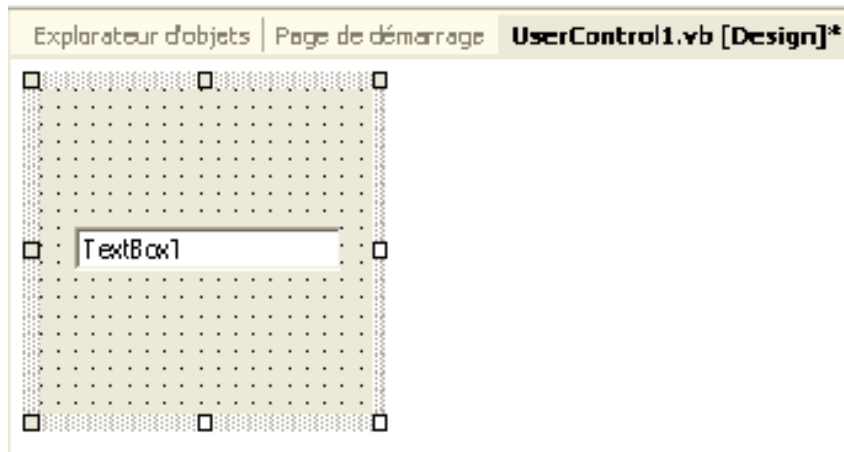 Explorateur d'objets | Page de démarrage UserControl1.vb [Design]*
TextBox1